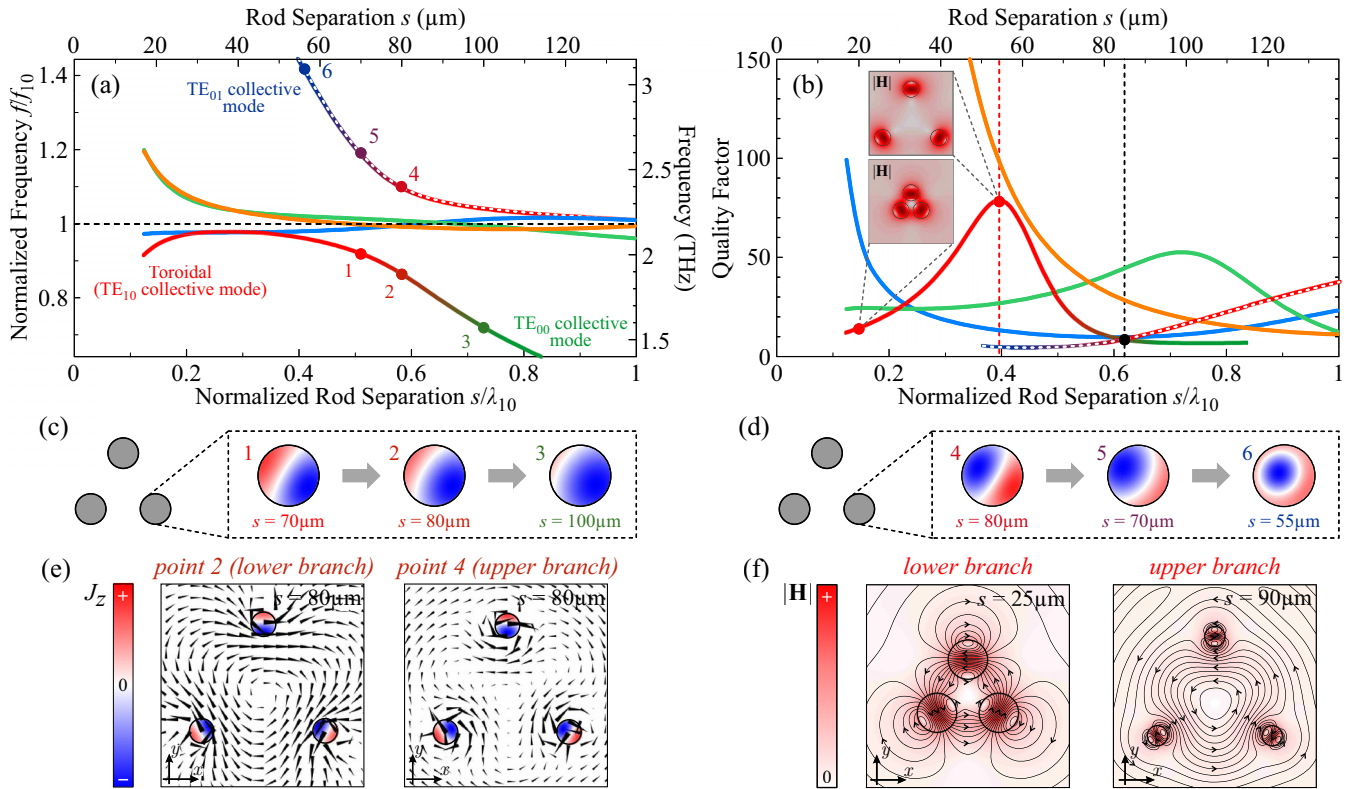 Rod Separation s (µm)
0 20 40 60 80 100 120
(a)
1.4
1.2
1
0.8
Normalized Frequency f/f₁₀
3
2.5
2
1.5
Frequency (THz)
TE₀₁ collective
mode
6
5
4
Toroidal
(TE₁₀ collective mode)
1
2
3
TE₀₀ collective
mode
0 0.2 0.4 0.6 0.8 1
Normalized Rod Separation s/λ₁₀
Rod Separation s (µm)
0 20 40 60 80 100 120
(b)
150
100
50
0
Quality Factor
|H|
|H|
0 0.2 0.4 0.6 0.8 1
Normalized Rod Separation s/λ₁₀
(c)
1 2 3
s = 70µm s = 80µm s = 100µm
(d)
4 5 6
s = 80µm s = 70µm s = 55µm
(e)
point 2 (lower branch) point 4 (upper branch)
J_Z
+
0
−
s = 80µm
y
x
s = 80µm
y
x
(f)
lower branch upper branch
|H|
+
0
s = 25µm
y
x
s = 90µm
y
x